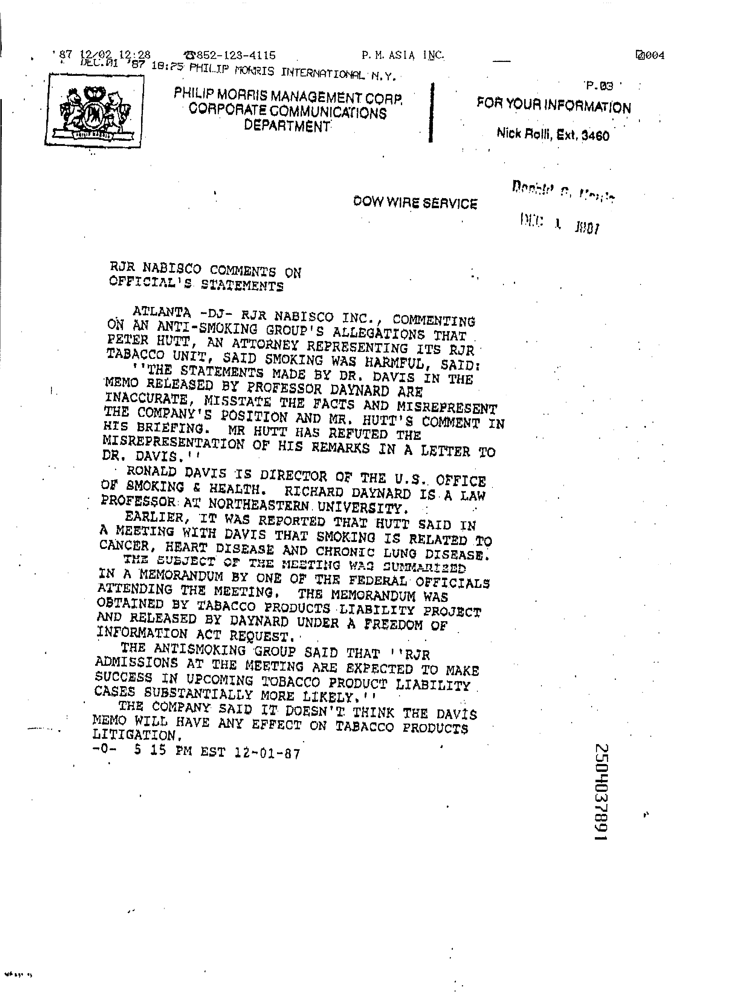 '87 12/02 12:28 ☎852-123-4115 P.M.ASIA INC. 004
DEC.01 '87 18:25 PHILIP MORRIS INTERNATIONAL N.Y.
P.03
PHILIP MORRIS MANAGEMENT CORP.
CORPORATE COMMUNICATIONS
DEPARTMENT
FOR YOUR INFORMATION
Nick Rolli, Ext. 3460
PM
PHILIP MORRIS
DOW WIRE SERVICE
DEC 1 1987
RJR NABISCO COMMENTS ON
OFFICIAL'S STATEMENTS
ATLANTA -DJ- RJR NABISCO INC., COMMENTING
ON AN ANTI-SMOKING GROUP'S ALLEGATIONS THAT
PETER HUTT, AN ATTORNEY REPRESENTING ITS RJR
TABACCO UNIT, SAID SMOKING WAS HARMFUL, SAID:
''THE STATEMENTS MADE BY DR. DAVIS IN THE
MEMO RELEASED BY PROFESSOR DAYNARD ARE
INACCURATE, MISSTATE THE FACTS AND MISREPRESENT
THE COMPANY'S POSITION AND MR. HUTT'S COMMENT IN
HIS BRIEFING. MR HUTT HAS REFUTED THE
MISREPRESENTATION OF HIS REMARKS IN A LETTER TO
DR. DAVIS.''
RONALD DAVIS IS DIRECTOR OF THE U.S. OFFICE
OF SMOKING & HEALTH. RICHARD DAYNARD IS A LAW
PROFESSOR AT NORTHEASTERN UNIVERSITY.
EARLIER, IT WAS REPORTED THAT HUTT SAID IN
A MEETING WITH DAVIS THAT SMOKING IS RELATED TO
CANCER, HEART DISEASE AND CHRONIC LUNG DISEASE.
THE SUBJECT OF THE MEETING WAS SUMMARIZED
IN A MEMORANDUM BY ONE OF THE FEDERAL OFFICIALS
ATTENDING THE MEETING. THE MEMORANDUM WAS
OBTAINED BY TABACCO PRODUCTS LIABILITY PROJECT
AND RELEASED BY DAYNARD UNDER A FREEDOM OF
INFORMATION ACT REQUEST.
THE ANTISMOKING GROUP SAID THAT ''RJR
ADMISSIONS AT THE MEETING ARE EXPECTED TO MAKE
SUCCESS IN UPCOMING TOBACCO PRODUCT LIABILITY
CASES SUBSTANTIALLY MORE LIKELY.''
THE COMPANY SAID IT DOESN'T THINK THE DAVIS
MEMO WILL HAVE ANY EFFECT ON TABACCO PRODUCTS
LITIGATION.
-0- 5 15 PM EST 12-01-87
2504037891